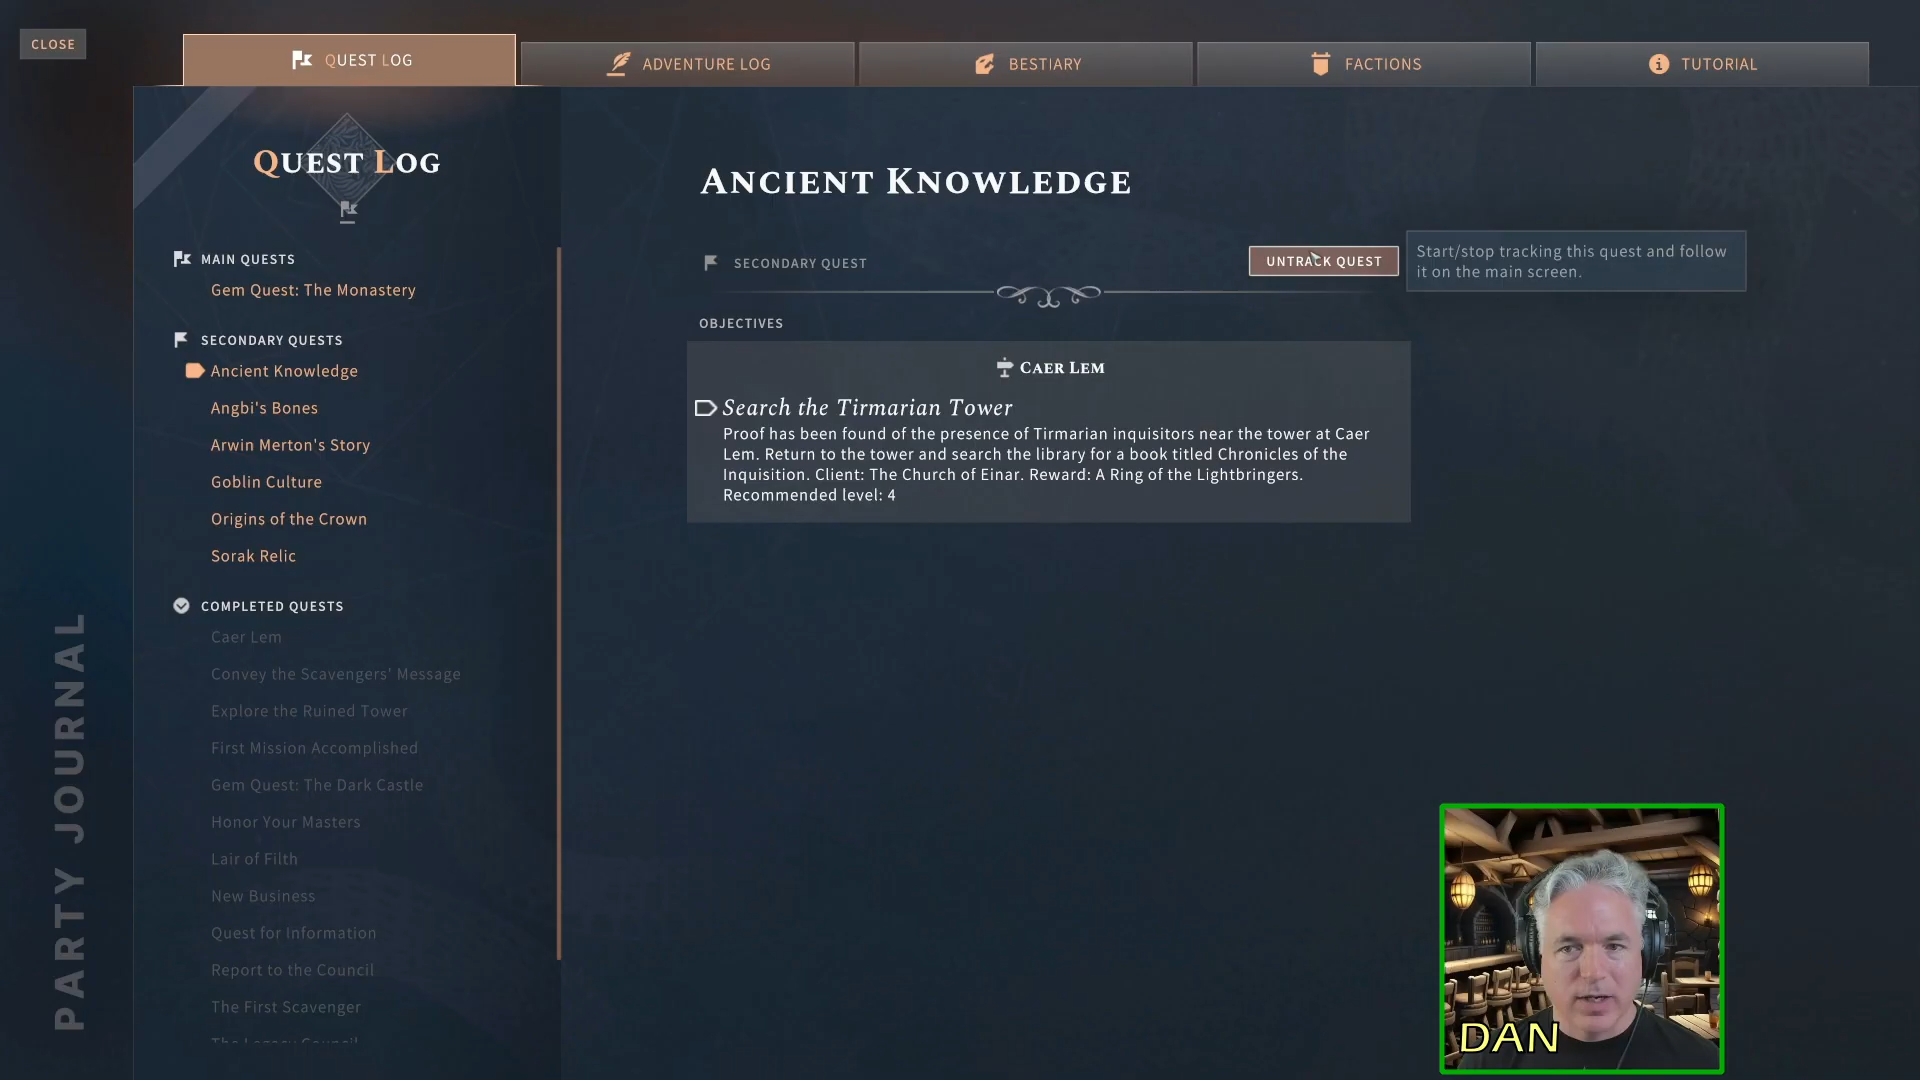 CLOSE
QUEST LOG
ADVENTURE LOG
BESTIARY
FACTIONS
TUTORIAL
QUEST LOG
MAIN QUESTS
Gem Quest: The Monastery
SECONDARY QUESTS
Ancient Knowledge
Angbi's Bones
Arwin Merton's Story
Goblin Culture
Origins of the Crown
Sorak Relic
COMPLETED QUESTS
Caer Lem
Convey the Scavengers' Message
Explore the Ruined Tower
First Mission Accomplished
Gem Quest: The Dark Castle
Honor Your Masters
Lair of Filth
New Business
Quest for Information
Report to the Council
The First Scavenger
The Legacy Council
PARTY JOURNAL
ANCIENT KNOWLEDGE
SECONDARY QUEST
UNTRACK QUEST
Start/stop tracking this quest and follow
it on the main screen.
OBJECTIVES
CAER LEM
Search the Tirmarian Tower
Proof has been found of the presence of Tirmarian inquisitors near the tower at Caer
Lem. Return to the tower and search the library for a book titled Chronicles of the
Inquisition. Client: The Church of Einar. Reward: A Ring of the Lightbringers.
Recommended level: 4
DAN